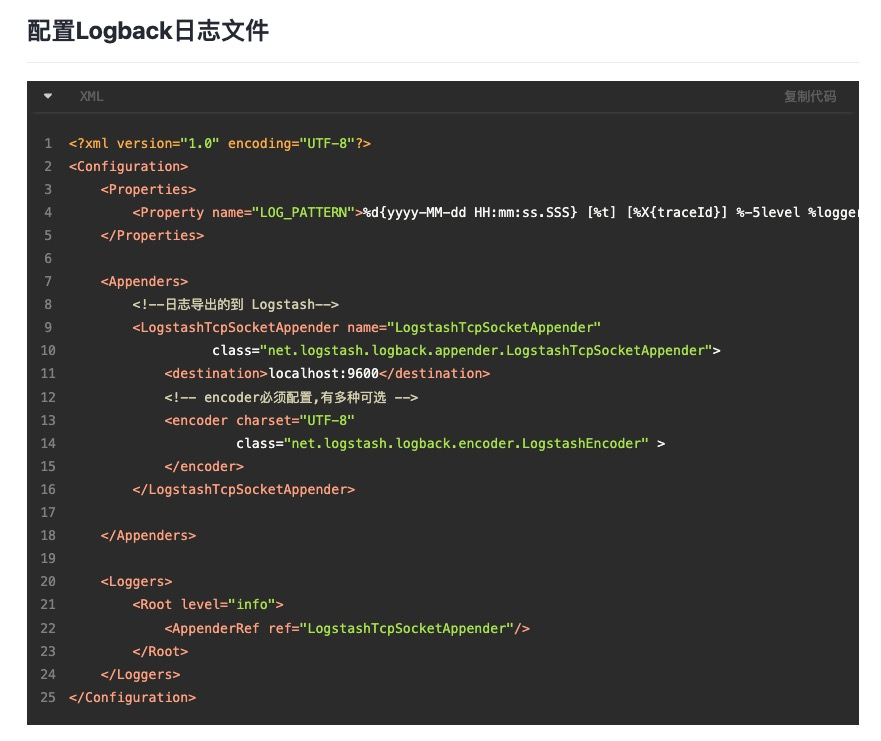 配置Logback日志文件
XML 复制代码
1 <?xml version="1.0" encoding="UTF-8"?>
2 <Configuration>
3     <Properties>
4         <Property name="LOG_PATTERN">%d{yyyy-MM-dd HH:mm:ss.SSS} [%t] [%X{traceId}] %-5level %logger
5     </Properties>
6
7     <Appenders>
8         <!--日志导出的到 Logstash-->
9         <LogstashTcpSocketAppender name="LogstashTcpSocketAppender"
10                   class="net.logstash.logback.appender.LogstashTcpSocketAppender">
11             <destination>localhost:9600</destination>
12             <!-- encoder必须配置,有多种可选 -->
13             <encoder charset="UTF-8"
14                      class="net.logstash.logback.encoder.LogstashEncoder" >
15             </encoder>
16         </LogstashTcpSocketAppender>
17
18     </Appenders>
19
20     <Loggers>
21         <Root level="info">
22             <AppenderRef ref="LogstashTcpSocketAppender"/>
23         </Root>
24     </Loggers>
25 </Configuration>